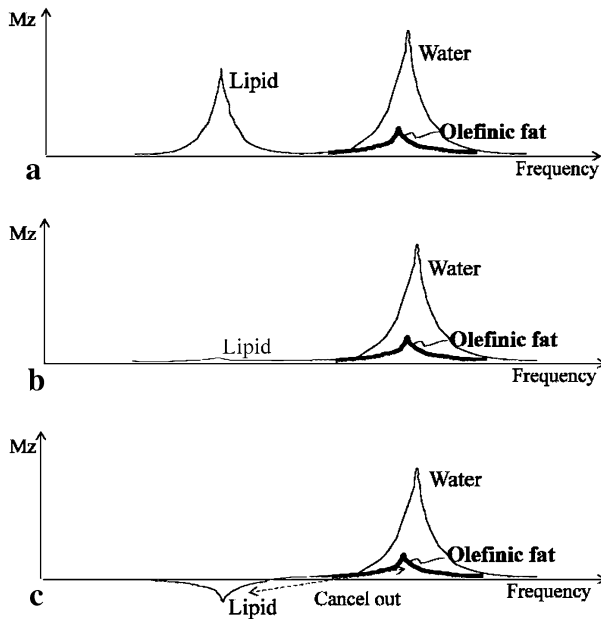 Mz
Lipid
Water
Olefinic fat
a
Frequency
Mz
Water
Lipid
Olefinic fat
b
Frequency
Mz
Water
Olefinic fat
c
Lipid
Cancel out
Frequency